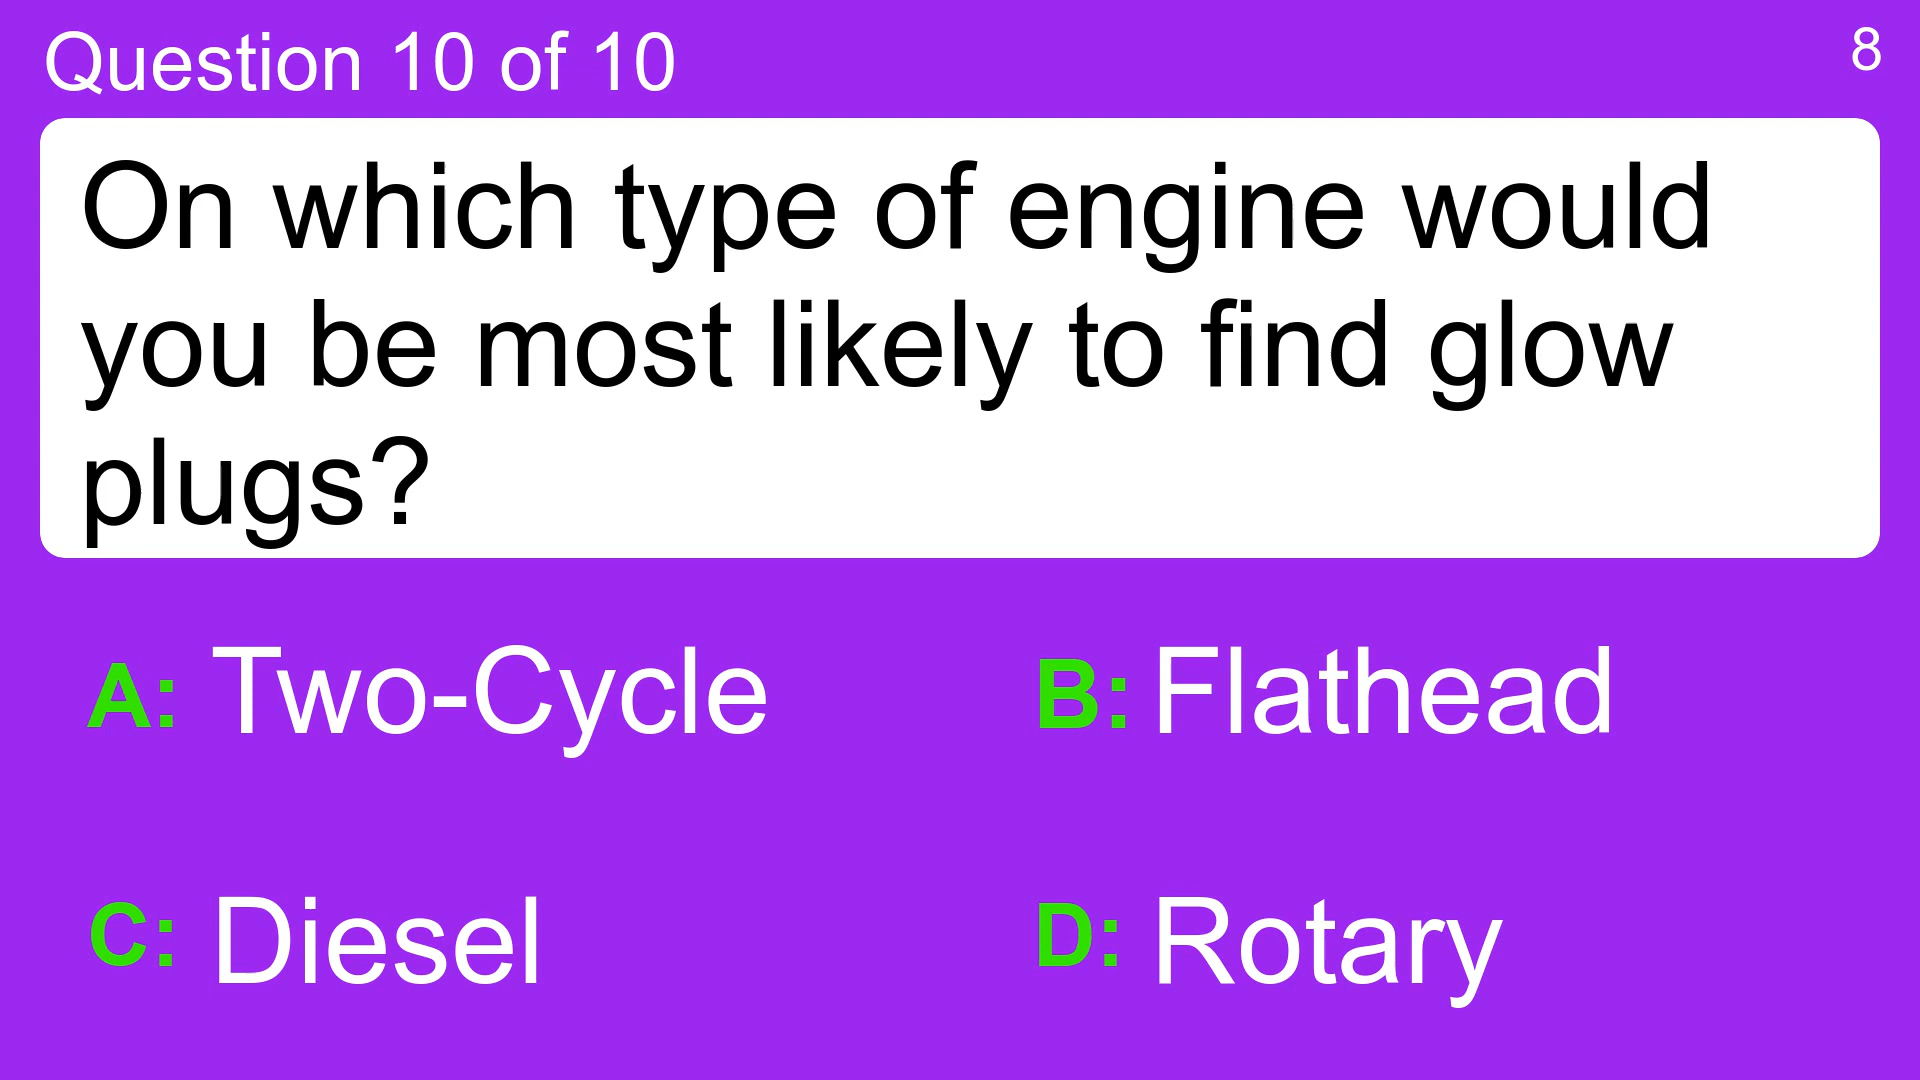 Question 10 of 10
8
On which type of engine would
you be most likely to find glow
plugs?
A: Two-Cycle
B: Flathead
C: Diesel
D: Rotary